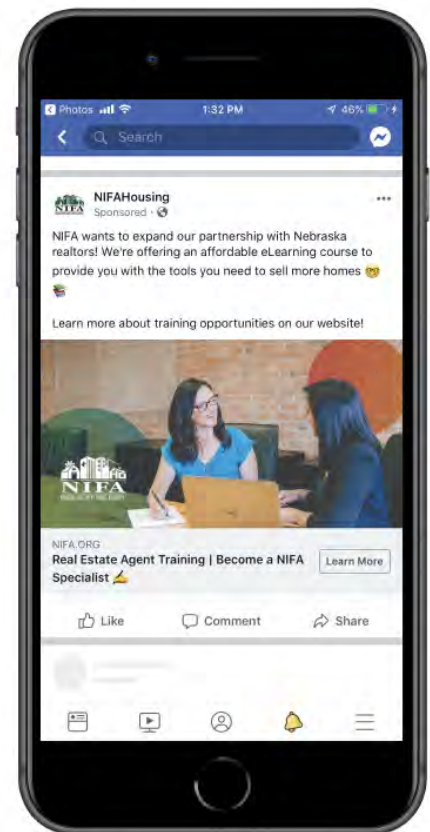 Photos 1:32 PM 46%
Search
NIFAHousing
Sponsored ·
NIFA
NIFA wants to expand our partnership with Nebraska
realtors! We're offering an affordable eLearning course to
provide you with the tools you need to sell more homes 🤓
📚
Learn more about training opportunities on our website!
NIFA
NIFA.ORG
Real Estate Agent Training | Become a NIFA
Specialist ✍️
Learn More
Like Comment Share